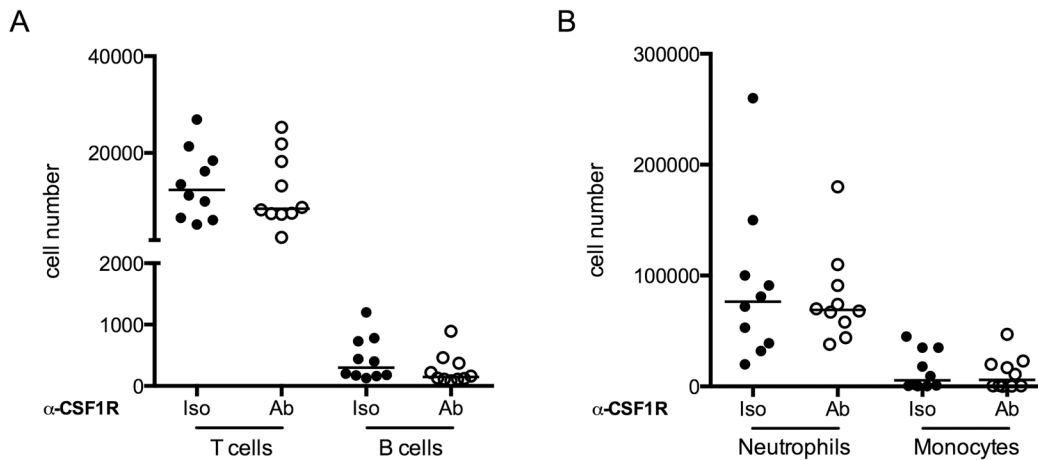 A
cell number
40000
20000
2000
1000
0
α-CSF1R
Iso
Ab
Iso
Ab
T cells
B cells
B
cell number
300000
200000
100000
0
α-CSF1R
Iso
Ab
Iso
Ab
Neutrophils
Monocytes